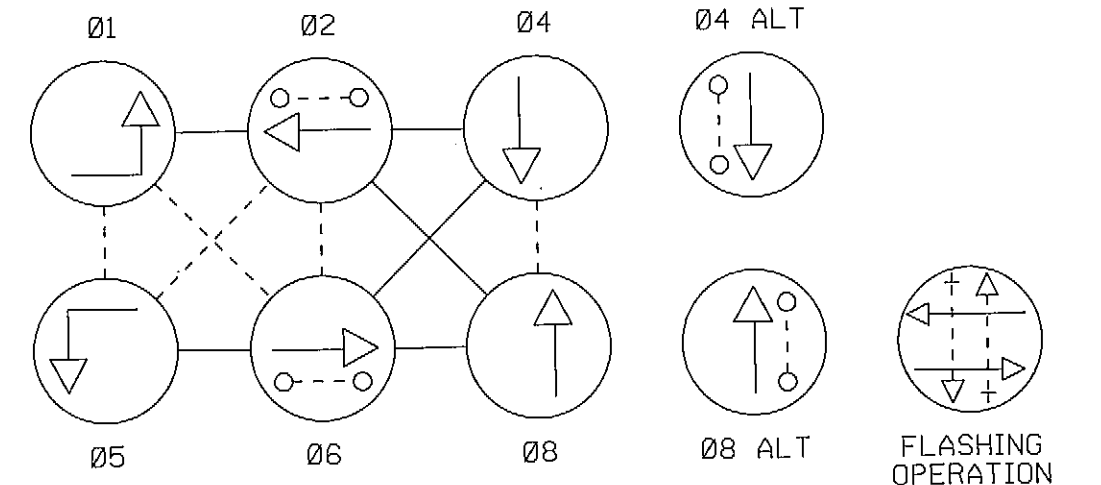 Ø1
Ø2
Ø4
Ø4 ALT
Ø5
Ø6
Ø8
Ø8 ALT
FLASHING
OPERATION